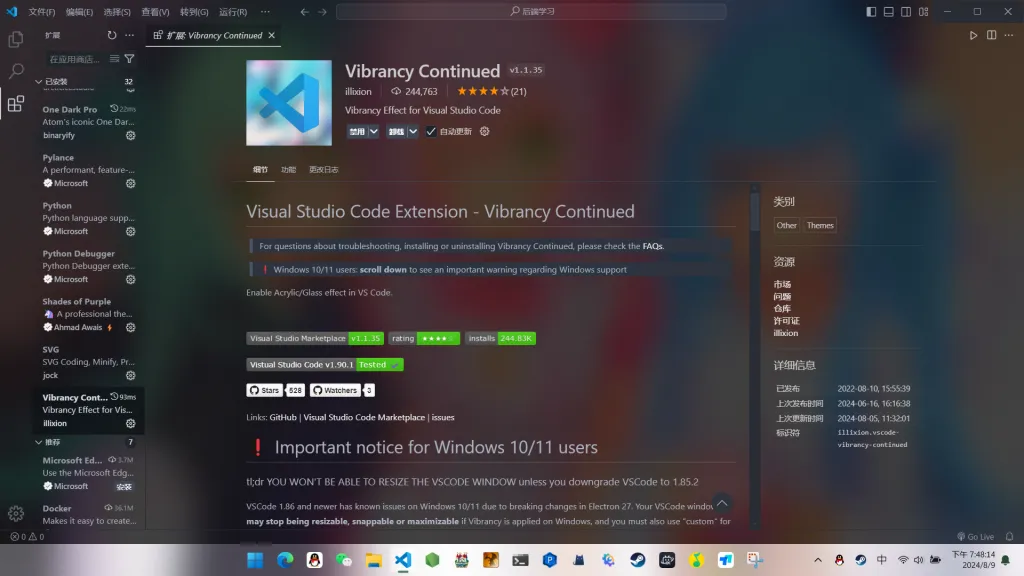 文件(F) 编辑(E) 选择(S) 查看(V) 转到(G) 运行(R) ··· 后端学习
扩展
扩展: Vibrancy Continued
在应用商店...
已安装 32
One Dark Pro 22ms
Atom's iconic One Dar...
binaryify
Pylance
A performant, feature-...
Microsoft
Python
Python language supp...
Microsoft
Python Debugger
Python Debugger exte...
Microsoft
Shades of Purple
A professional the...
Ahmad Awais
SVG
SVG Coding, Minify, Pr...
jock
Vibrancy Cont... 93ms
Vibrancy Effect for Vis...
illixion
推荐 7
Microsoft Ed... 3.7M
Use the Microsoft Edg...
Microsoft 安装
Docker 36.1M
Makes it easy to create...
Vibrancy Continued v1.1.35
illixion 244,763 ★★★★☆(21)
Vibrancy Effect for Visual Studio Code
禁用 卸载 自动更新
细节 功能 更改日志
Visual Studio Code Extension - Vibrancy Continued
For questions about troubleshooting, installing or uninstalling Vibrancy Continued, please check the FAQs.
❗ Windows 10/11 users: scroll down to see an important warning regarding Windows support
Enable Acrylic/Glass effect in VS Code.
Visual Studio Marketplace v1.1.35 rating ★★★★☆ installs 244.83K
Vistual Studio Code v1.90.1 Tested
Stars 628 Watchers 3
Links: GitHub | Visual Studio Code Marketplace | issues
❗ Important notice for Windows 10/11 users
tl;dr YOU WON'T BE ABLE TO RESIZE THE VSCODE WINDOW unless you downgrade VSCode to 1.85.2
VSCode 1.86 and newer has known issues on Windows 10/11 due to breaking changes in Electron 27. Your VSCode window
may stop being resizable, snappable or maximizable if Vibrancy is applied on Windows, and you must also use "custom" for
类别
Other Themes
资源
市场
问题
仓库
许可证
illixion
详细信息
已发布 2022-08-10, 15:55:39
上次发布时间 2024-06-16, 16:16:38
上次更新时间 2024-08-05, 11:32:01
标识符 illixion.vscode-
vibrancy-continued
0 0 Go Live
中 下午 7:48:14
2024/8/9